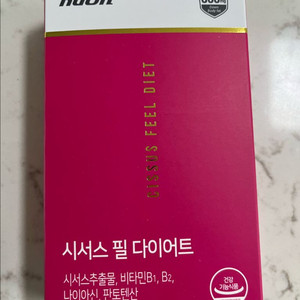 CISSUS FEEL DIET
시서스 필 다이어트
시서스추출물, 비타민B1, B2,
나이아신, 판토텐산
건강
기능식품